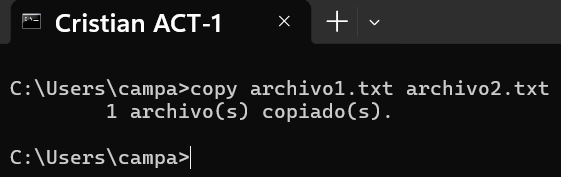 Cristian ACT-1
C:\Users\campa>copy archivo1.txt archivo2.txt
1 archivo(s) copiado(s).
C:\Users\campa>